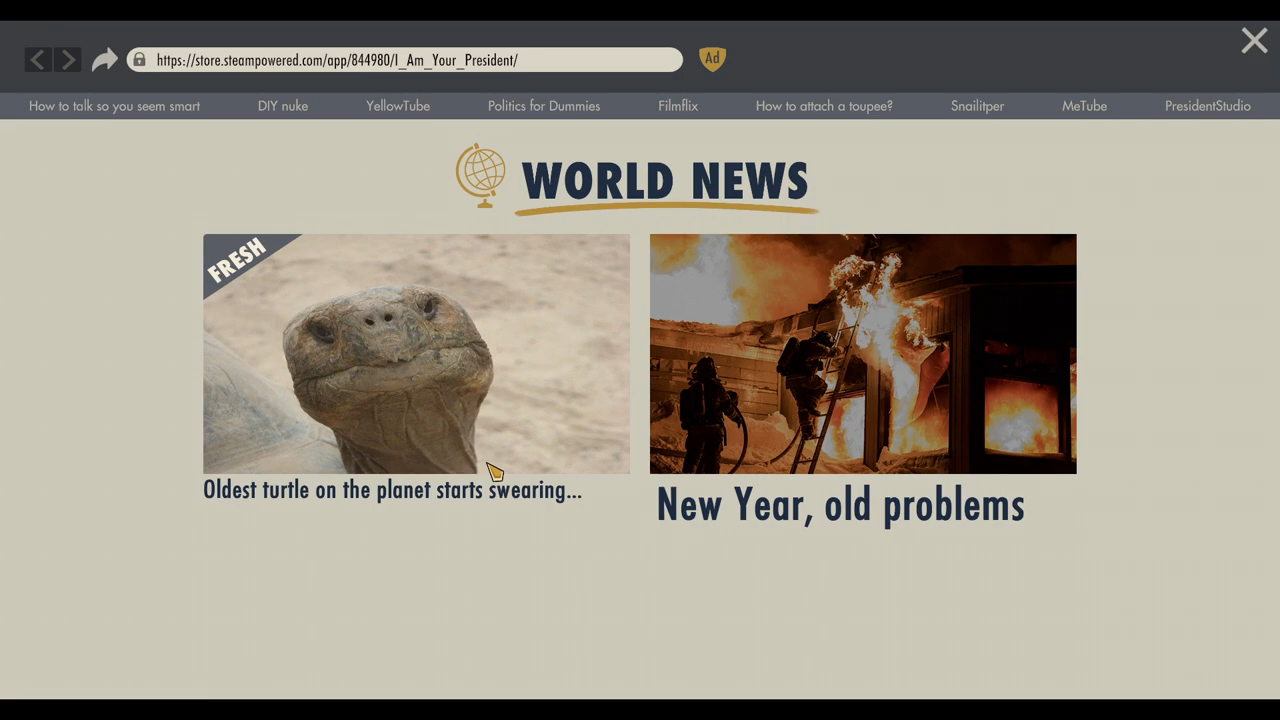 https://store.steampowered.com/app/844980/I_Am_Your_President/
Ad
How to talk so you seem smart
DIY nuke
YellowTube
Politics for Dummies
Filmflix
How to attach a toupee?
Snailitper
MeTube
PresidentStudio
WORLD NEWS
FRESH
Oldest turtle on the planet starts swearing...
New Year, old problems